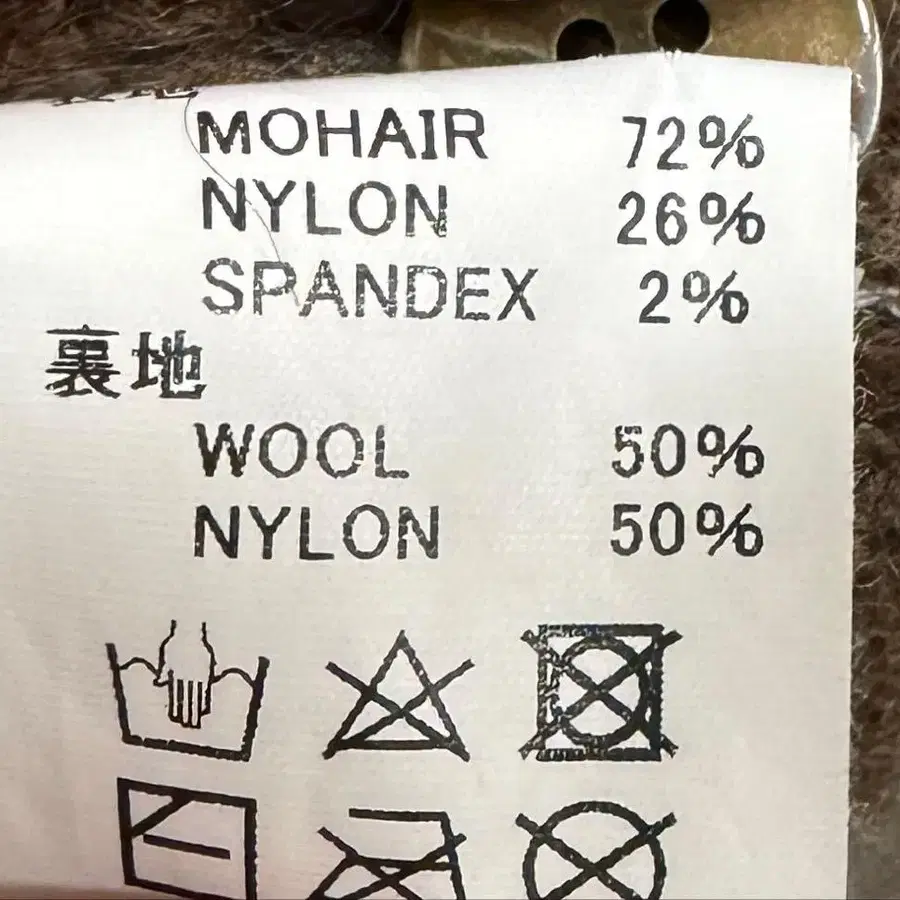 MOHAIR 72%
NYLON 26%
SPANDEX 2%
裏地
WOOL 50%
NYLON 50%